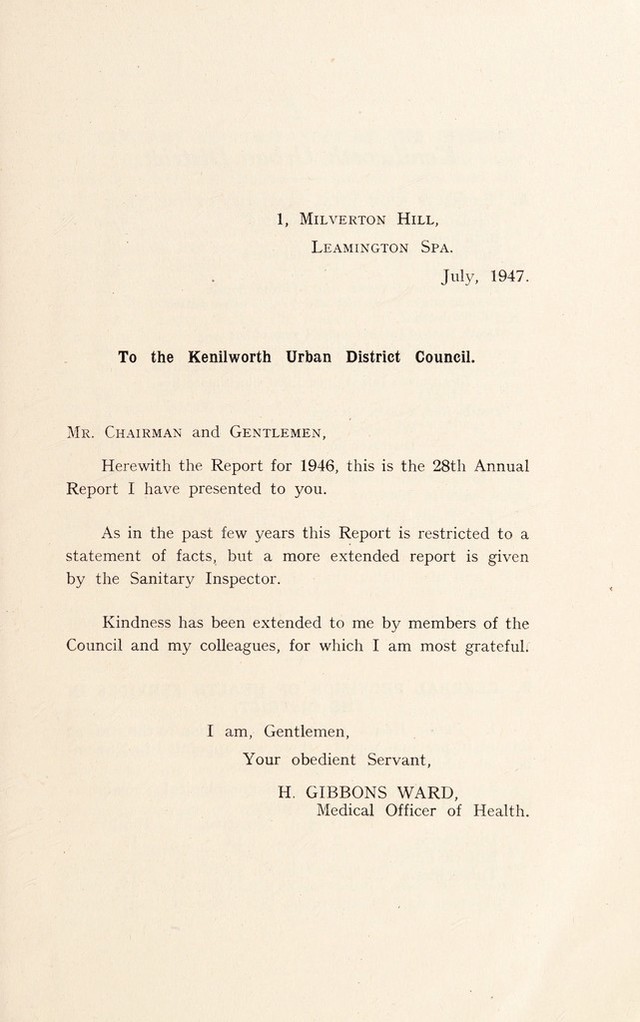 1, Milverton Hill,
Leamington Spa.
July, 1947.
To the Kenilworth Urban District Council.
Mr. Chairman and Gentlemen,
Herewith the Report for 1946, this is the 28th Annual
Report I have presented to you.
As in the past few years this Report is restricted to a
statement of facts, but a more extended report is given
by the Sanitary Inspector.
Kindness has been extended to me by members of the
Council and my colleagues, for which I am most grateful.
I am, Gentlemen,
Your obedient Servant,
H. GIBBONS WARD,
Medical Officer of Health.